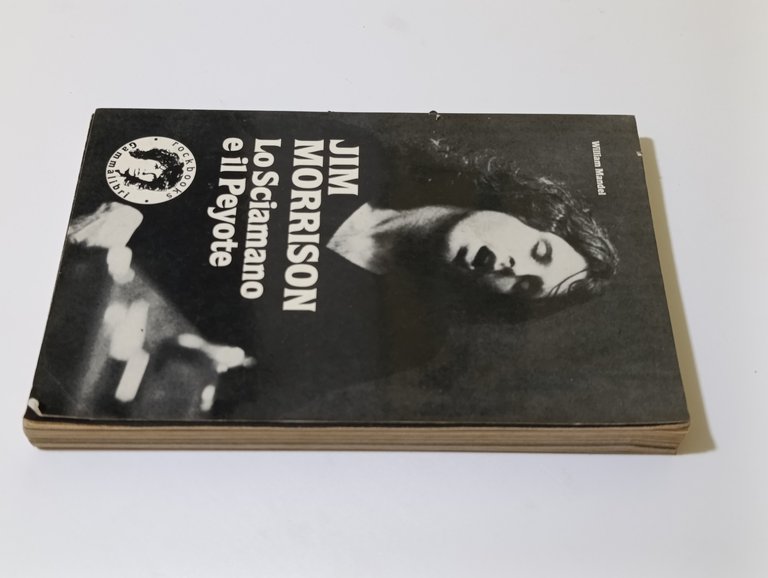 William Mandel
JIM
MORRISON
Lo Sciamano
e il Peyote
rockbooks
Gammalibri